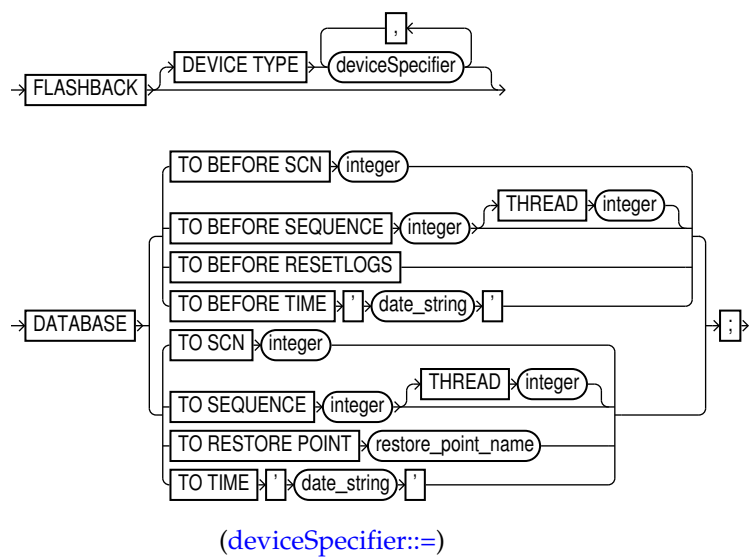 ,
FLASHBACK DEVICE TYPE deviceSpecifier
TO BEFORE SCN integer
THREAD integer
TO BEFORE SEQUENCE integer
TO BEFORE RESETLOGS
TO BEFORE TIME ' date_string '
DATABASE ;
TO SCN integer
THREAD integer
TO SEQUENCE integer
TO RESTORE POINT restore_point_name
TO TIME ' date_string '
(deviceSpecifier::=)